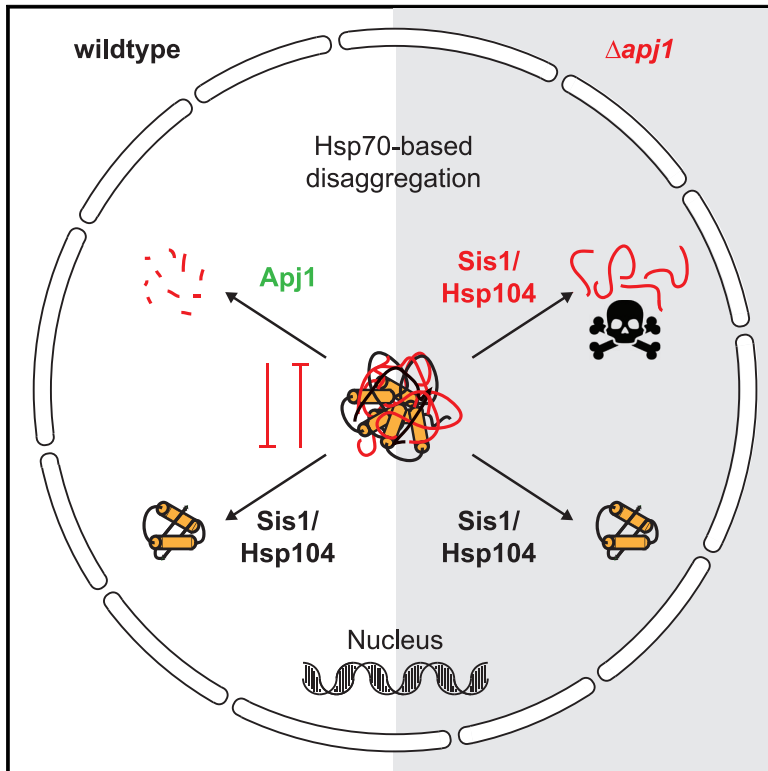 wildtype
Δapj1
Hsp70-based
disaggregation
Apj1
Sis1/
Hsp104
Sis1/
Hsp104
Sis1/
Hsp104
Nucleus